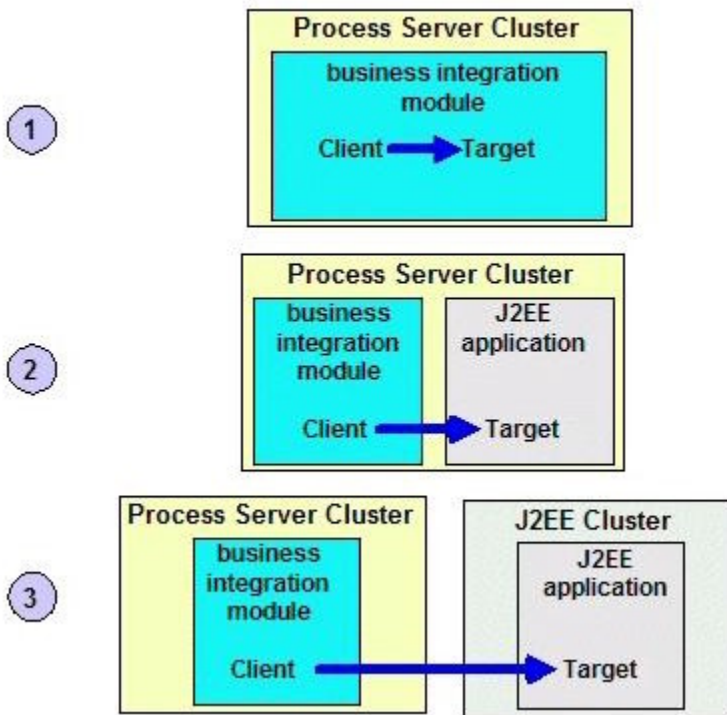 Process Server Cluster
business integration
module
1
Client Target
Process Server Cluster
business
integration
module
J2EE
application
2
Client
Target
Process Server Cluster
business
integration
module
J2EE Cluster
J2EE
application
3
Client
Target